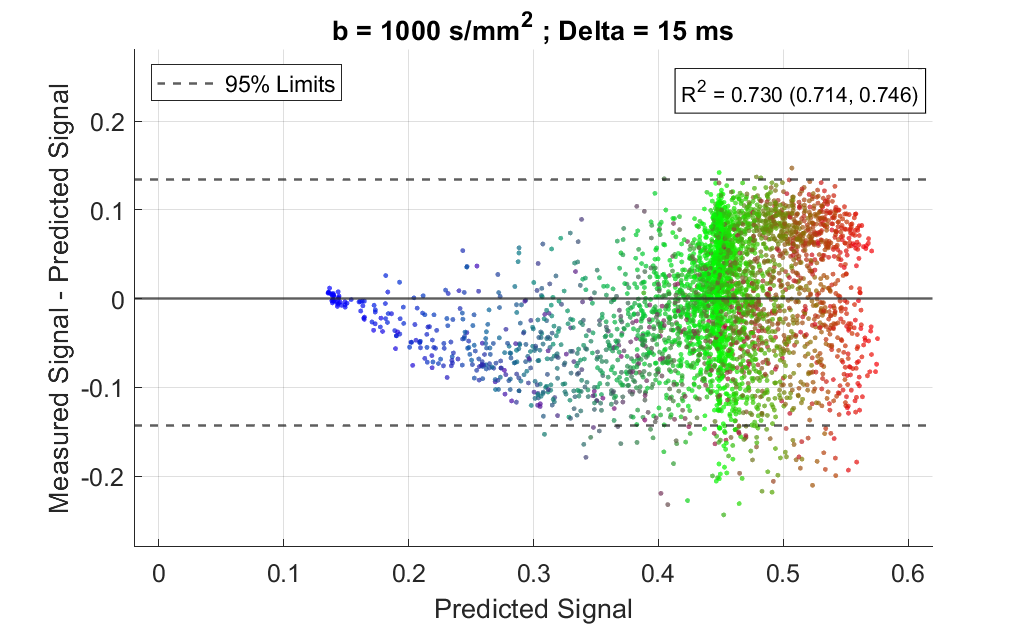 b = 1000 s/mm² ; Delta = 15 ms
95% Limits
R² = 0.730 (0.714, 0.746)
Measured Signal - Predicted Signal
0.2
0.1
0
-0.1
-0.2
0 0.1 0.2 0.3 0.4 0.5 0.6
Predicted Signal